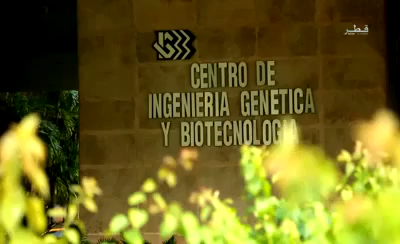 قطر
CENTRO DE
INGENIERIA GENETICA
Y BIOTECNOLOGIA